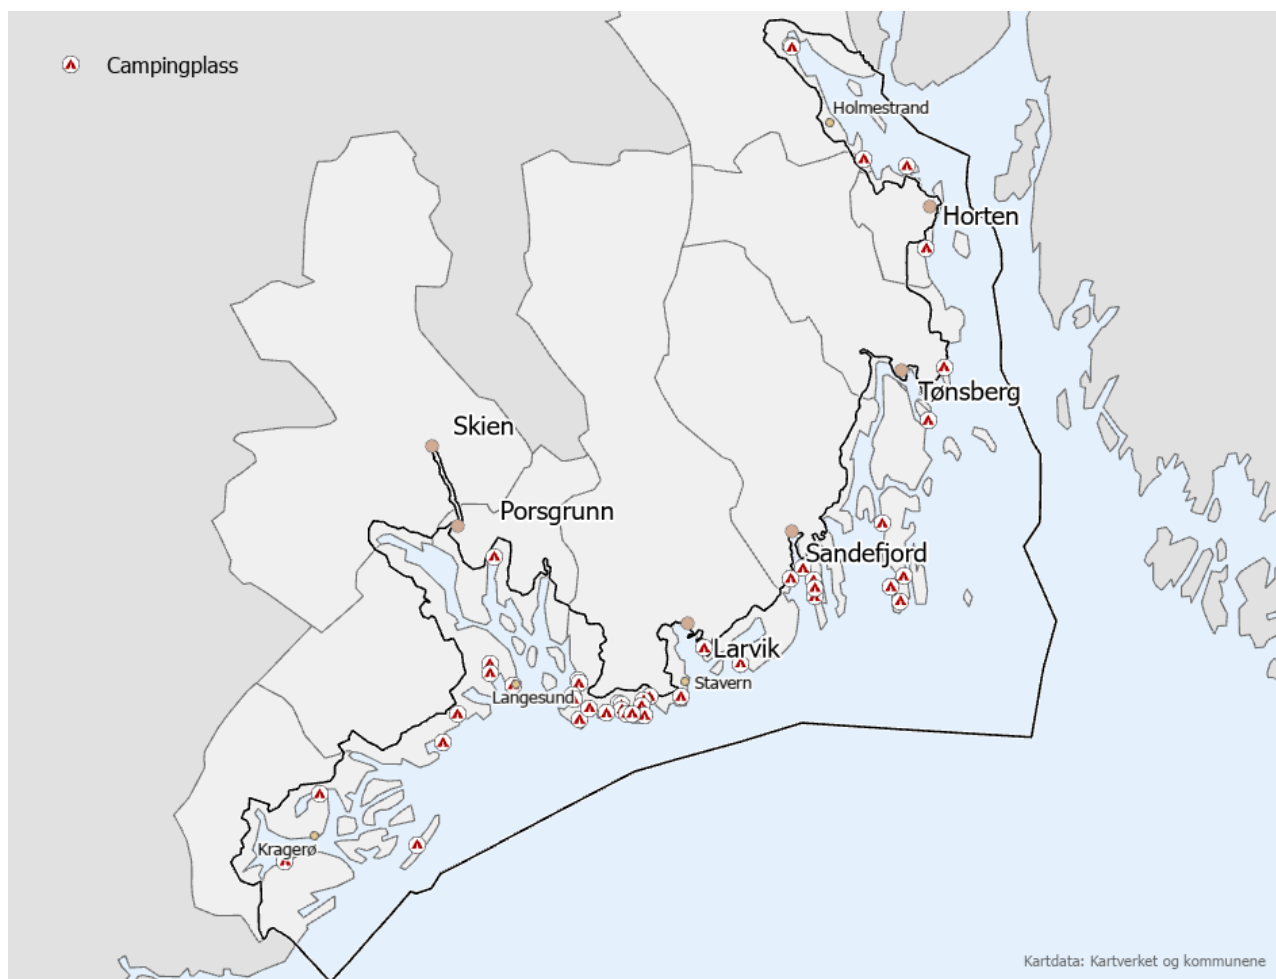 Campingplass
Holmestrand
Horten
Tønsberg
Skien
Porsgrunn
Sandefjord
Larvik
Stavern
Langesund
Kragerø
Kartdata: Kartverket og kommunene